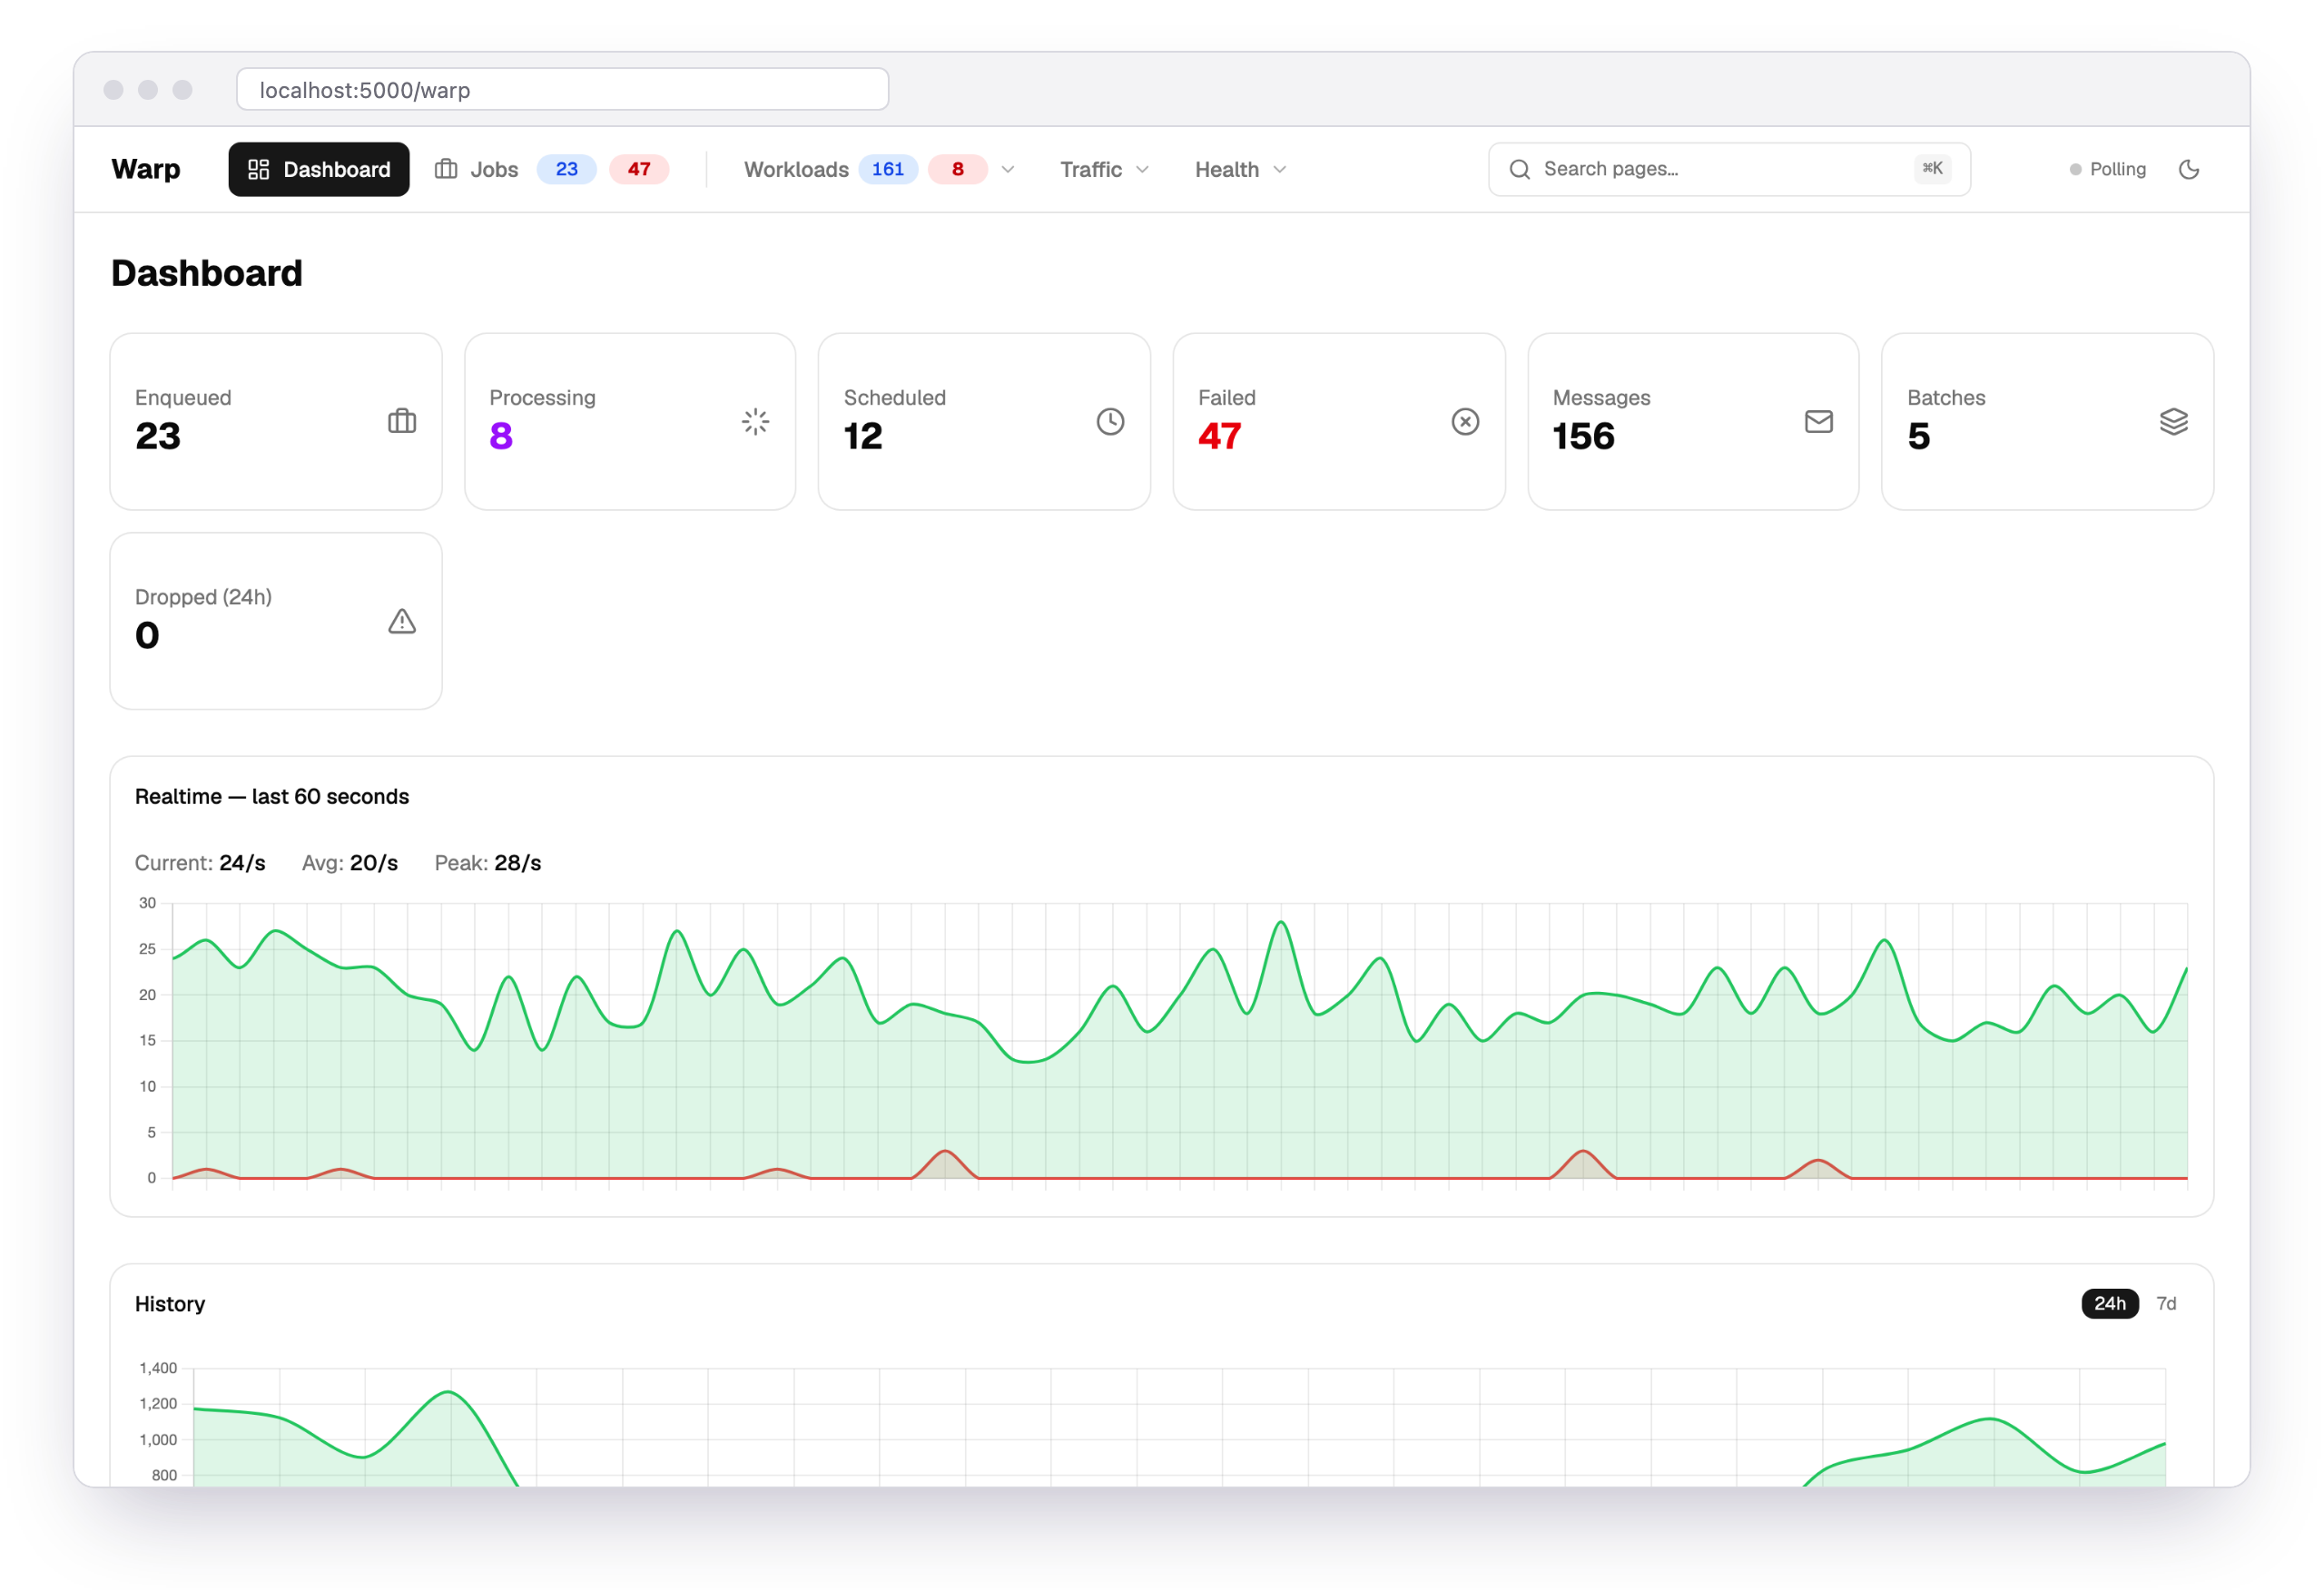 localhost:5000/warp
Warp
Dashboard
Jobs 23 47
Workloads 161 8
Traffic
Health
Search pages...
⌘K
Polling
Dashboard
Enqueued
23
Processing
8
Scheduled
12
Failed
47
Messages
156
Batches
5
Dropped (24h)
0
Realtime — last 60 seconds
Current: 24/s Avg: 20/s Peak: 28/s
30
25
20
15
10
5
0
History
24h 7d
1,400
1,200
1,000
800